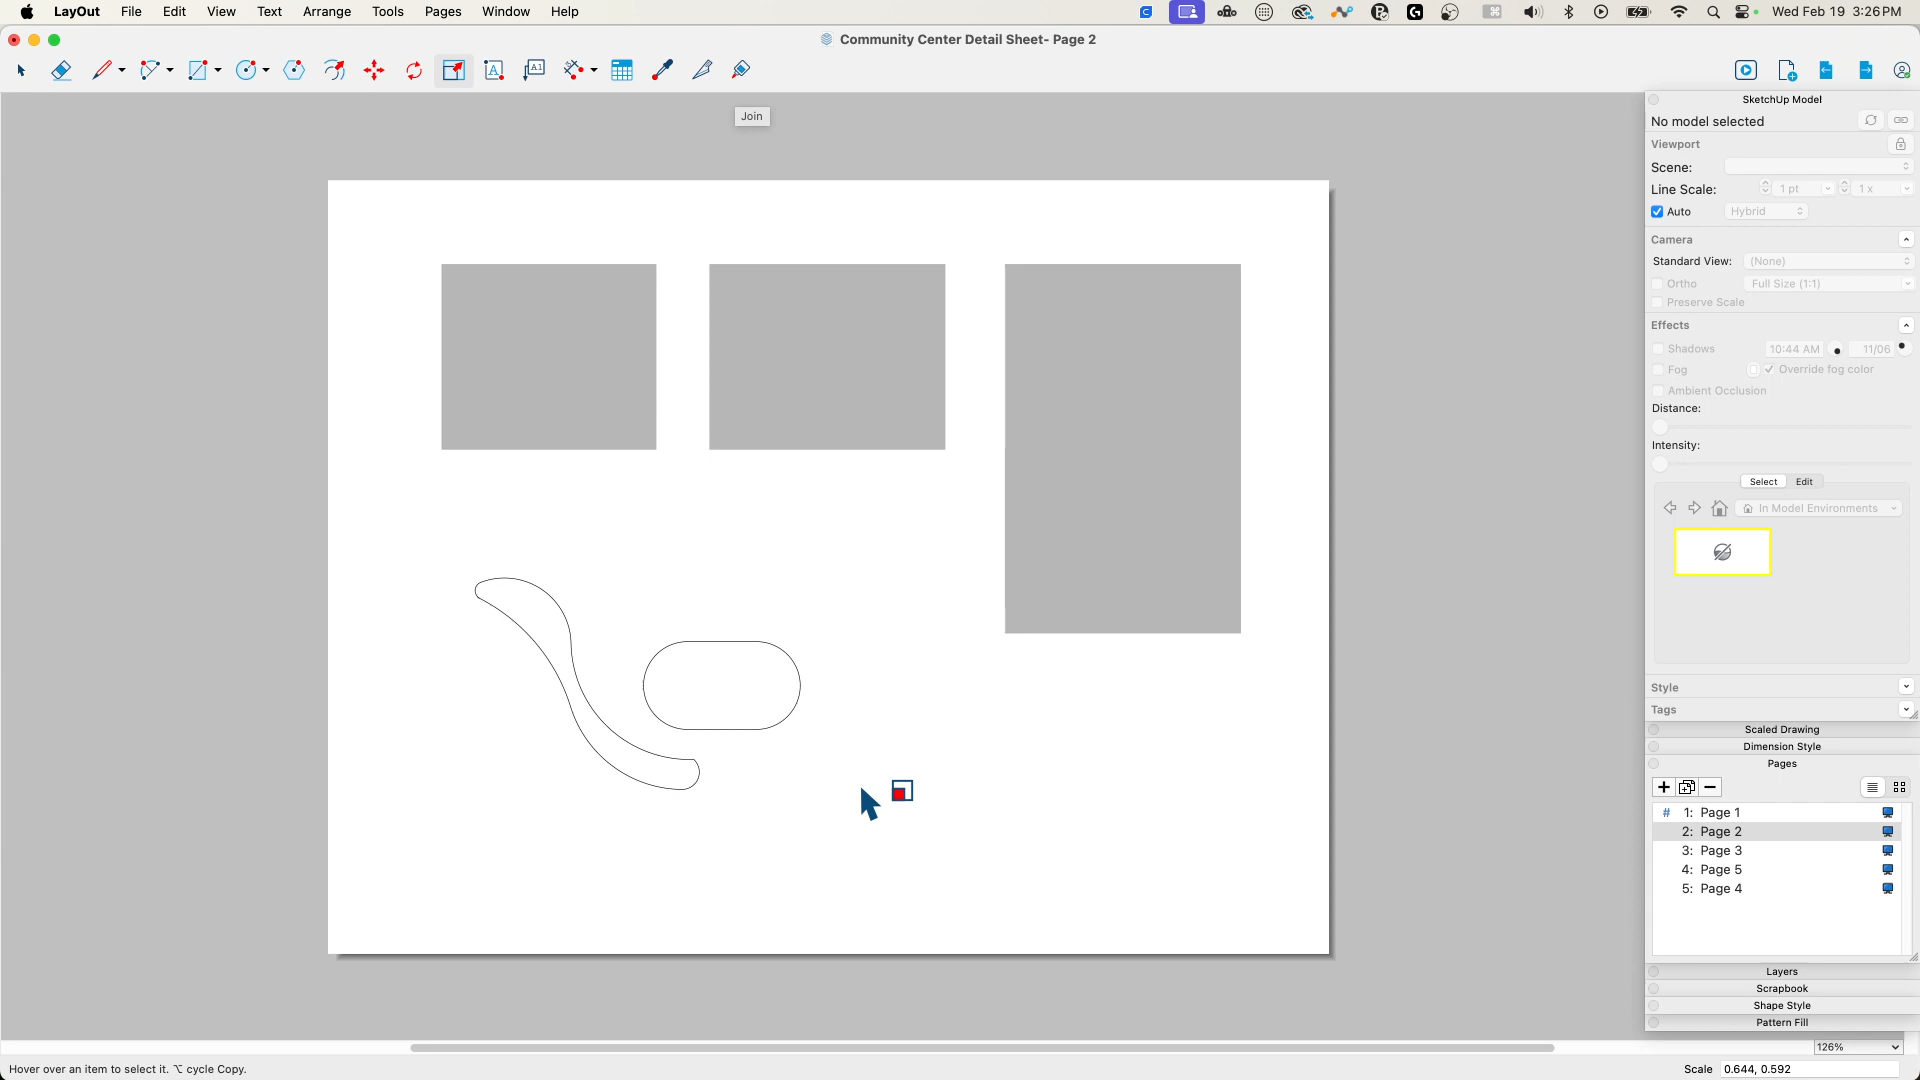 LayOut File Edit View Text Arrange Tools Pages Window Help
Wed Feb 19 3:26 PM
Community Center Detail Sheet- Page 2
A
A1
Join
SketchUp Model
No model selected
Viewport
Scene:
Line Scale: 1 pt 1 x
Auto Hybrid
Camera
Standard View: (None)
Ortho Full Size (1:1)
Preserve Scale
Effects
Shadows 10:44 AM 11/06
Fog Override fog color
Ambient Occlusion
Distance:
Intensity:
Select Edit
In Model Environments
Style
Tags
Scaled Drawing
Dimension Style
Pages
# 1: Page 1
2: Page 2
3: Page 3
4: Page 5
5: Page 4
Layers
Scrapbook
Shape Style
Pattern Fill
126%
Hover over an item to select it. ⌥ cycle Copy.
Scale 0.644, 0.592